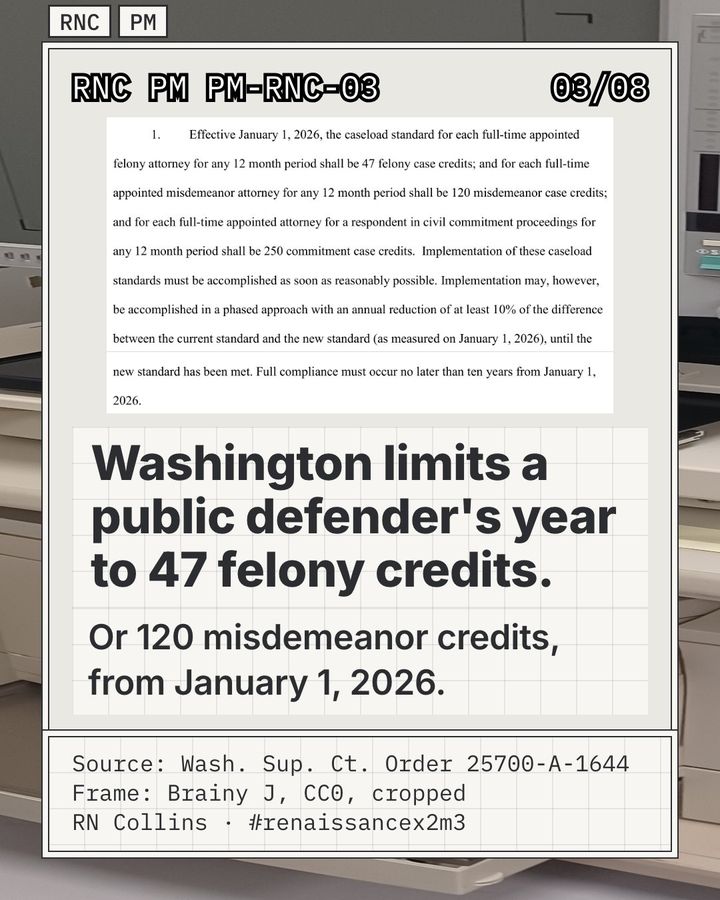 RNC PM
RNC PM PM-RNC-03 03/08
1. Effective January 1, 2026, the caseload standard for each full-time appointed
felony attorney for any 12 month period shall be 47 felony case credits; and for each full-time
appointed misdemeanor attorney for any 12 month period shall be 120 misdemeanor case credits;
and for each full-time appointed attorney for a respondent in civil commitment proceedings for
any 12 month period shall be 250 commitment case credits. Implementation of these caseload
standards must be accomplished as soon as reasonably possible. Implementation may, however,
be accomplished in a phased approach with an annual reduction of at least 10% of the difference
between the current standard and the new standard (as measured on January 1, 2026), until the
new standard has been met. Full compliance must occur no later than ten years from January 1,
2026.
Washington limits a
public defender's year
to 47 felony credits.
Or 120 misdemeanor credits,
from January 1, 2026.
Source: Wash. Sup. Ct. Order 25700-A-1644
Frame: Brainy J, CC0, cropped
RN Collins · #renaissancex2m3